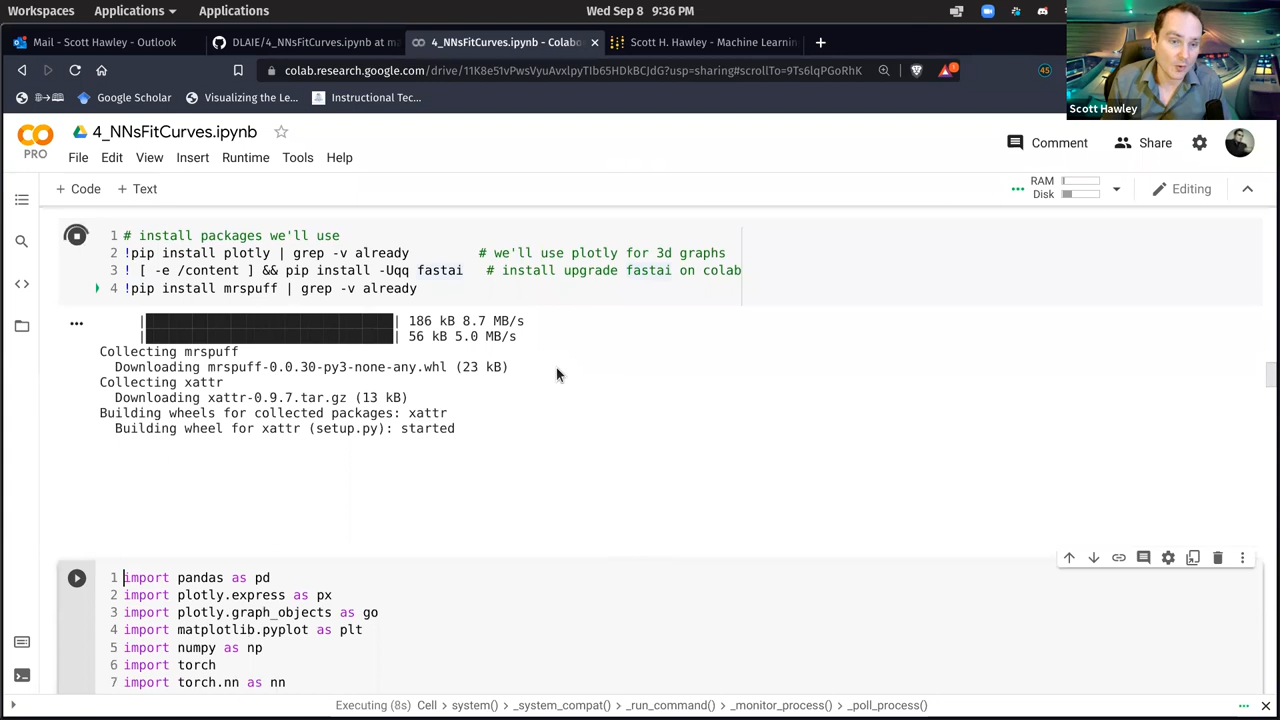 Workspaces Applications Applications Wed Sep 8 9:36 PM
Mail - Scott Hawley - Outlook DLAIE/4_NNsFitCurves.ipynb at ma 4_NNsFitCurves.ipynb - Colabo Scott H. Hawley - Machine Learnin
colab.research.google.com/drive/11K8e51vPwsVyuAvxlpyTIb65HDkBCJdG?usp=sharing#scrollTo=9Ts6lqPGoRhK 45
Google Scholar Visualizing the Le... Instructional Tec...
Scott Hawley
CO PRO 4_NNsFitCurves.ipynb
File Edit View Insert Runtime Tools Help Comment Share
+ Code + Text RAM Disk Editing
1 # install packages we'll use
2 !pip install plotly | grep -v already # we'll use plotly for 3d graphs
3 ! [ -e /content ] && pip install -Uqq fastai # install upgrade fastai on colab
4 !pip install mrspuff | grep -v already
| 186 kB 8.7 MB/s
| 56 kB 5.0 MB/s
Collecting mrspuff
Downloading mrspuff-0.0.30-py3-none-any.whl (23 kB)
Collecting xattr
Downloading xattr-0.9.7.tar.gz (13 kB)
Building wheels for collected packages: xattr
Building wheel for xattr (setup.py): started
1 import pandas as pd
2 import plotly.express as px
3 import plotly.graph_objects as go
4 import matplotlib.pyplot as plt
5 import numpy as np
6 import torch
7 import torch.nn as nn
Executing (8s) Cell > system() > _system_compat() > _run_command() > _monitor_process() > _poll_process()